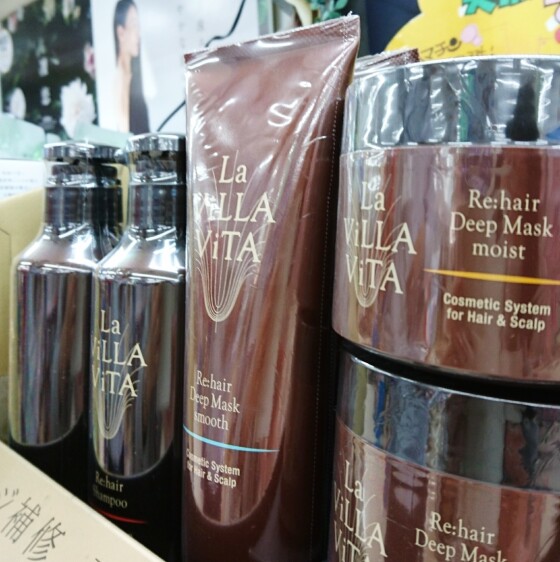 La
ViLLA
ViTA
Re:hair
Shampoo
La
ViLLA
ViTA
Re:hair
Deep Mask
smooth
Cosmetic System
for Hair & Scalp
La
ViLLA
ViTA
Re:hair
Deep Mask
moist
Cosmetic System
for Hair & Scalp
La
ViLLA
ViTA
Re:hair
Deep Mask
補修